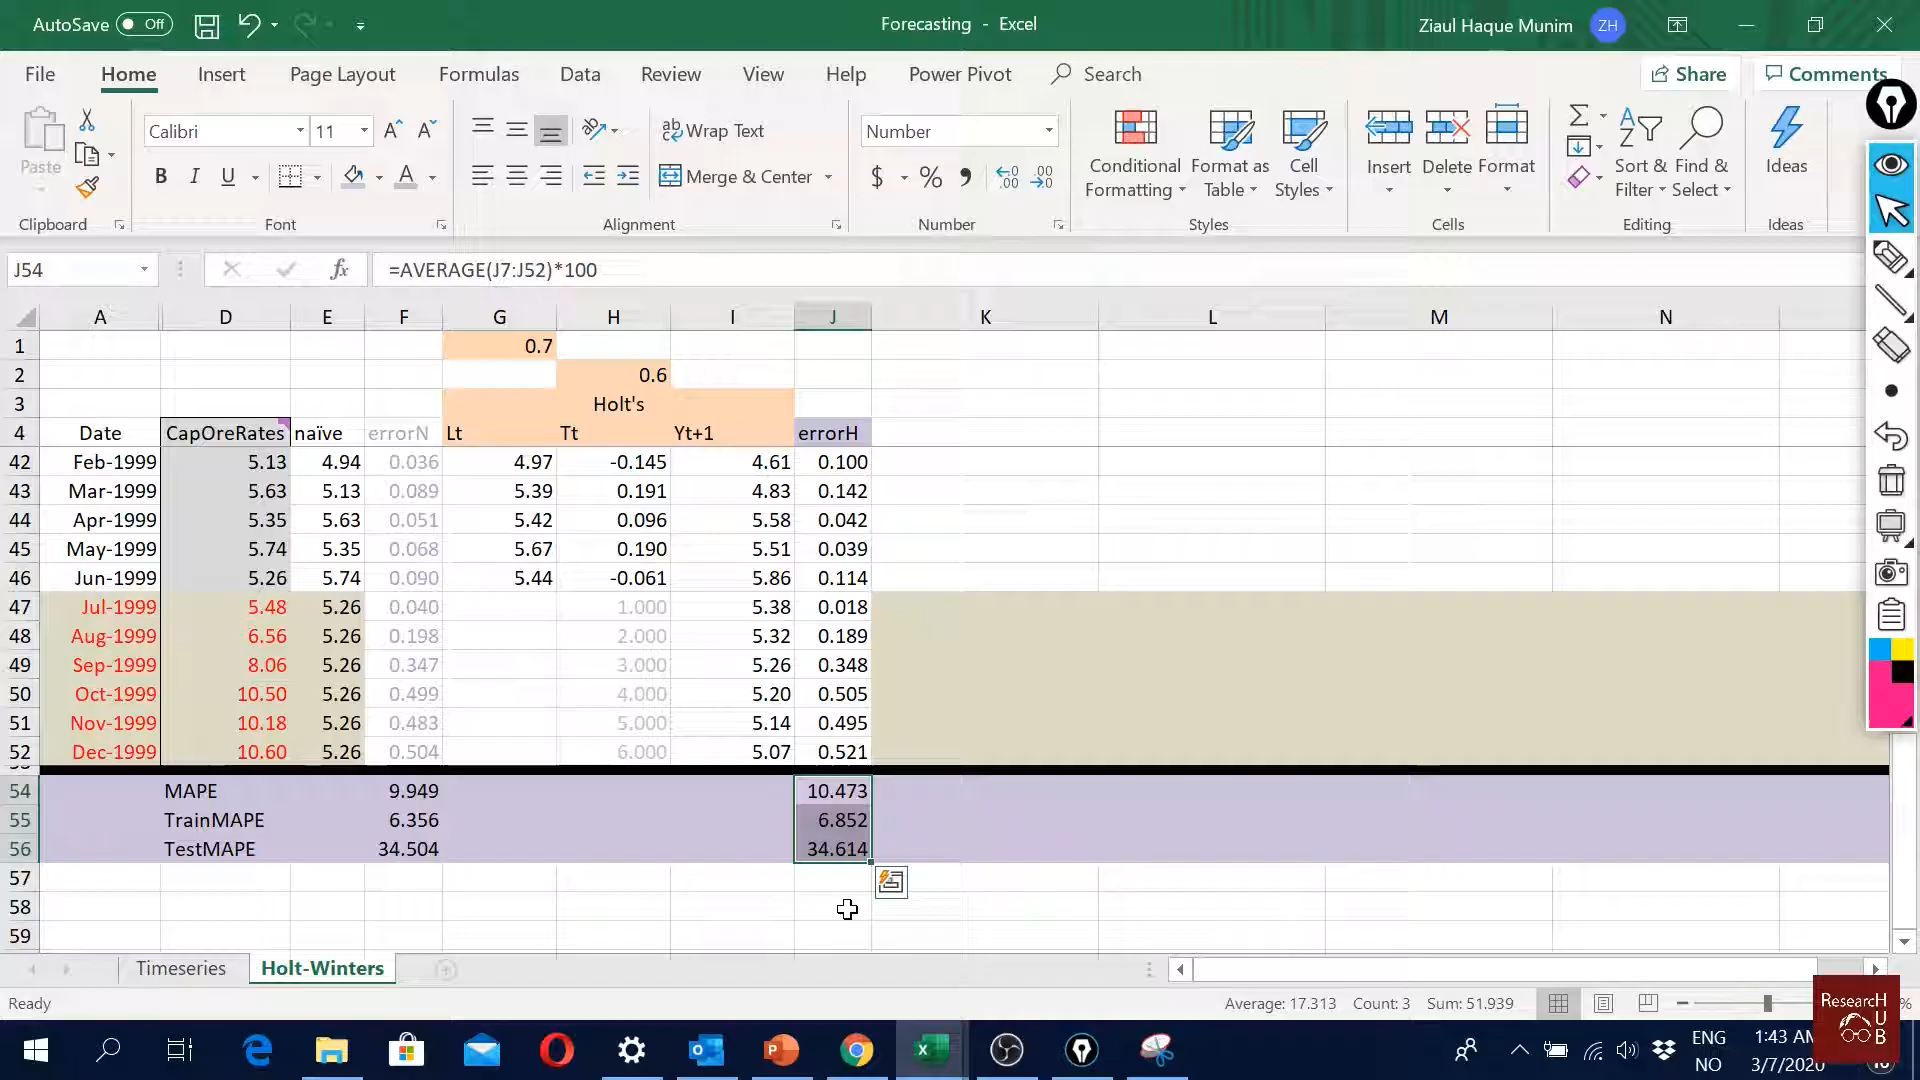 AutoSave Off Forecasting - Excel Ziaul Haque Munim ZH
File Home Insert Page Layout Formulas Data Review View Help Power Pivot Search Share Comments
Paste Calibri 11 Wrap Text Number Conditional Formatting Format as Table Cell Styles Insert Delete Format Sort & Filter Find & Select Ideas
B I U Merge & Center $ %
Clipboard Font Alignment Number Styles Cells Editing Ideas
J54 fx =AVERAGE(J7:J52)*100
A D E F G H I J K L M N
1 0.7
2 0.6
3 Holt's
4 Date CapOreRates naïve errorN Lt Tt Yt+1 errorH
42 Feb-1999 5.13 4.94 0.036 4.97 -0.145 4.61 0.100
43 Mar-1999 5.63 5.13 0.089 5.39 0.191 4.83 0.142
44 Apr-1999 5.35 5.63 0.051 5.42 0.096 5.58 0.042
45 May-1999 5.74 5.35 0.068 5.67 0.190 5.51 0.039
46 Jun-1999 5.26 5.74 0.090 5.44 -0.061 5.86 0.114
47 Jul-1999 5.48 5.26 0.040 1.000 5.38 0.018
48 Aug-1999 6.56 5.26 0.198 2.000 5.32 0.189
49 Sep-1999 8.06 5.26 0.347 3.000 5.26 0.348
50 Oct-1999 10.50 5.26 0.499 4.000 5.20 0.505
51 Nov-1999 10.18 5.26 0.483 5.000 5.14 0.495
52 Dec-1999 10.60 5.26 0.504 6.000 5.07 0.521
54 MAPE 9.949 10.473
55 TrainMAPE 6.356 6.852
56 TestMAPE 34.504 34.614
57
58
59
Timeseries Holt-Winters
Ready Average: 17.313 Count: 3 Sum: 51.939 %
ResearcHUB
ENG 1:43 AM
NO 3/7/2020